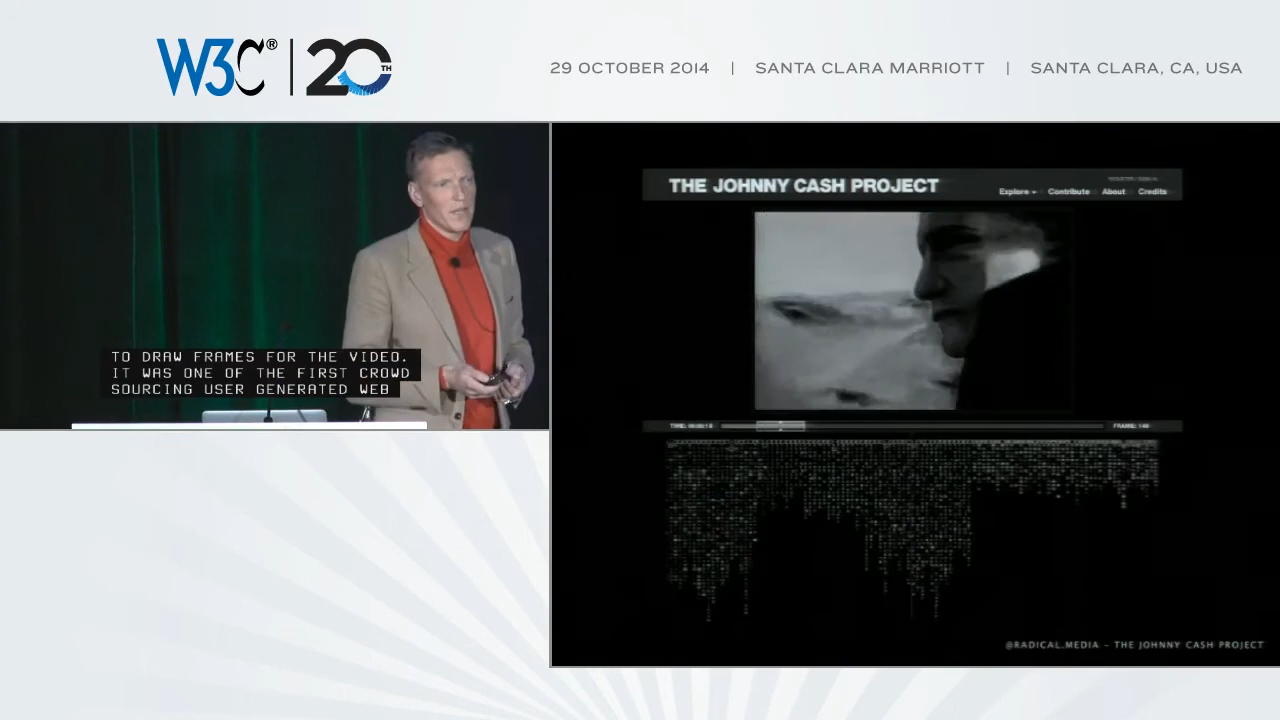 W3C® | 20TH
29 OCTOBER 2014 | SANTA CLARA MARRIOTT | SANTA CLARA, CA, USA
TO DRAW FRAMES FOR THE VIDEO.
IT WAS ONE OF THE FIRST CROWD
SOURCING USER GENERATED WEB
THE JOHNNY CASH PROJECT
Explore Contribute About Credits
@RADICAL.MEDIA – THE JOHNNY CASH PROJECT